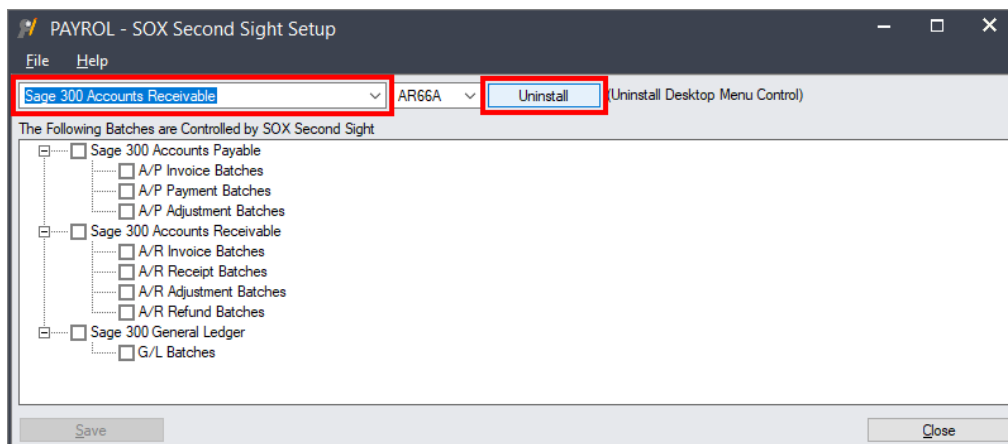 PAYROL - SOX Second Sight Setup
File Help
Sage 300 Accounts Receivable AR66A Uninstall (Uninstall Desktop Menu Control)
The Following Batches are Controlled by SOX Second Sight
Sage 300 Accounts Payable
A/P Invoice Batches
A/P Payment Batches
A/P Adjustment Batches
Sage 300 Accounts Receivable
A/R Invoice Batches
A/R Receipt Batches
A/R Adjustment Batches
A/R Refund Batches
Sage 300 General Ledger
G/L Batches
Save Close